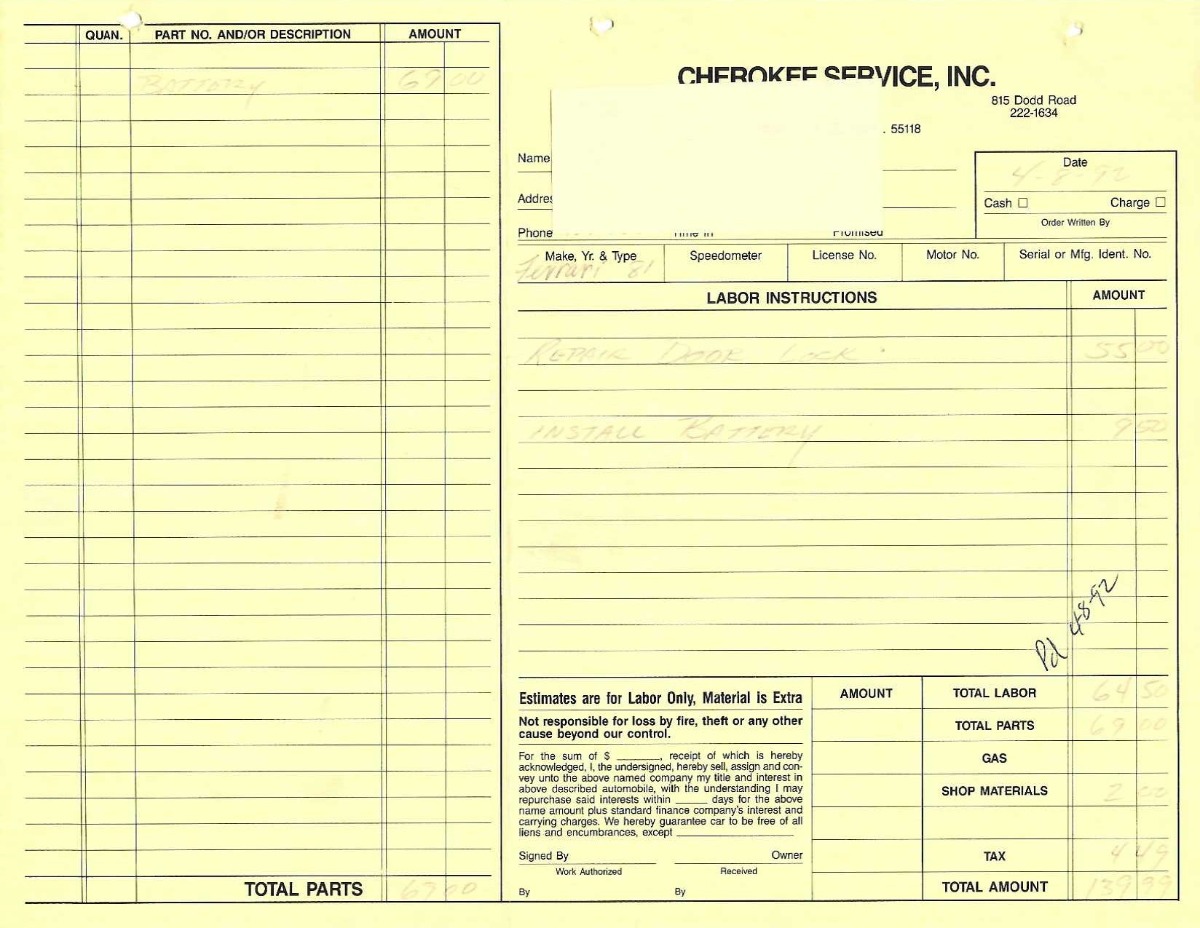 QUAN. PART NO. AND/OR DESCRIPTION AMOUNT
BATTERY 69 00
TOTAL PARTS 69 00
CHEROKEE SERVICE, INC.
815 Dodd Road
222-1634
. 55118
Name
Addres
Phone Promised
Date
4-8-92
Cash ☐ Charge ☐
Order Written By
Make, Yr. & Type Speedometer License No. Motor No. Serial or Mfg. Ident. No.
Ferrari 81
LABOR INSTRUCTIONS AMOUNT
REPAIR DOOR LOCK. 55 00
INSTALL BATTERY 9 50
Pd 4-8-92
Estimates are for Labor Only, Material is Extra
Not responsible for loss by fire, theft or any other
cause beyond our control.
For the sum of $ _______, receipt of which is hereby
acknowledged, I, the undersigned, hereby sell, assign and con-
vey unto the above named company my title and interest in
above described automobile, with the understanding I may
repurchase said interests within _____ days for the above
name amount plus standard finance company's interest and
carrying charges. We hereby guarantee car to be free of all
liens and encumbrances, except ____________________
Signed By Owner
Work Authorized Received
By By
AMOUNT
TOTAL LABOR 64 50
TOTAL PARTS 69 00
GAS
SHOP MATERIALS 2 00
TAX 4 49
TOTAL AMOUNT 139 99